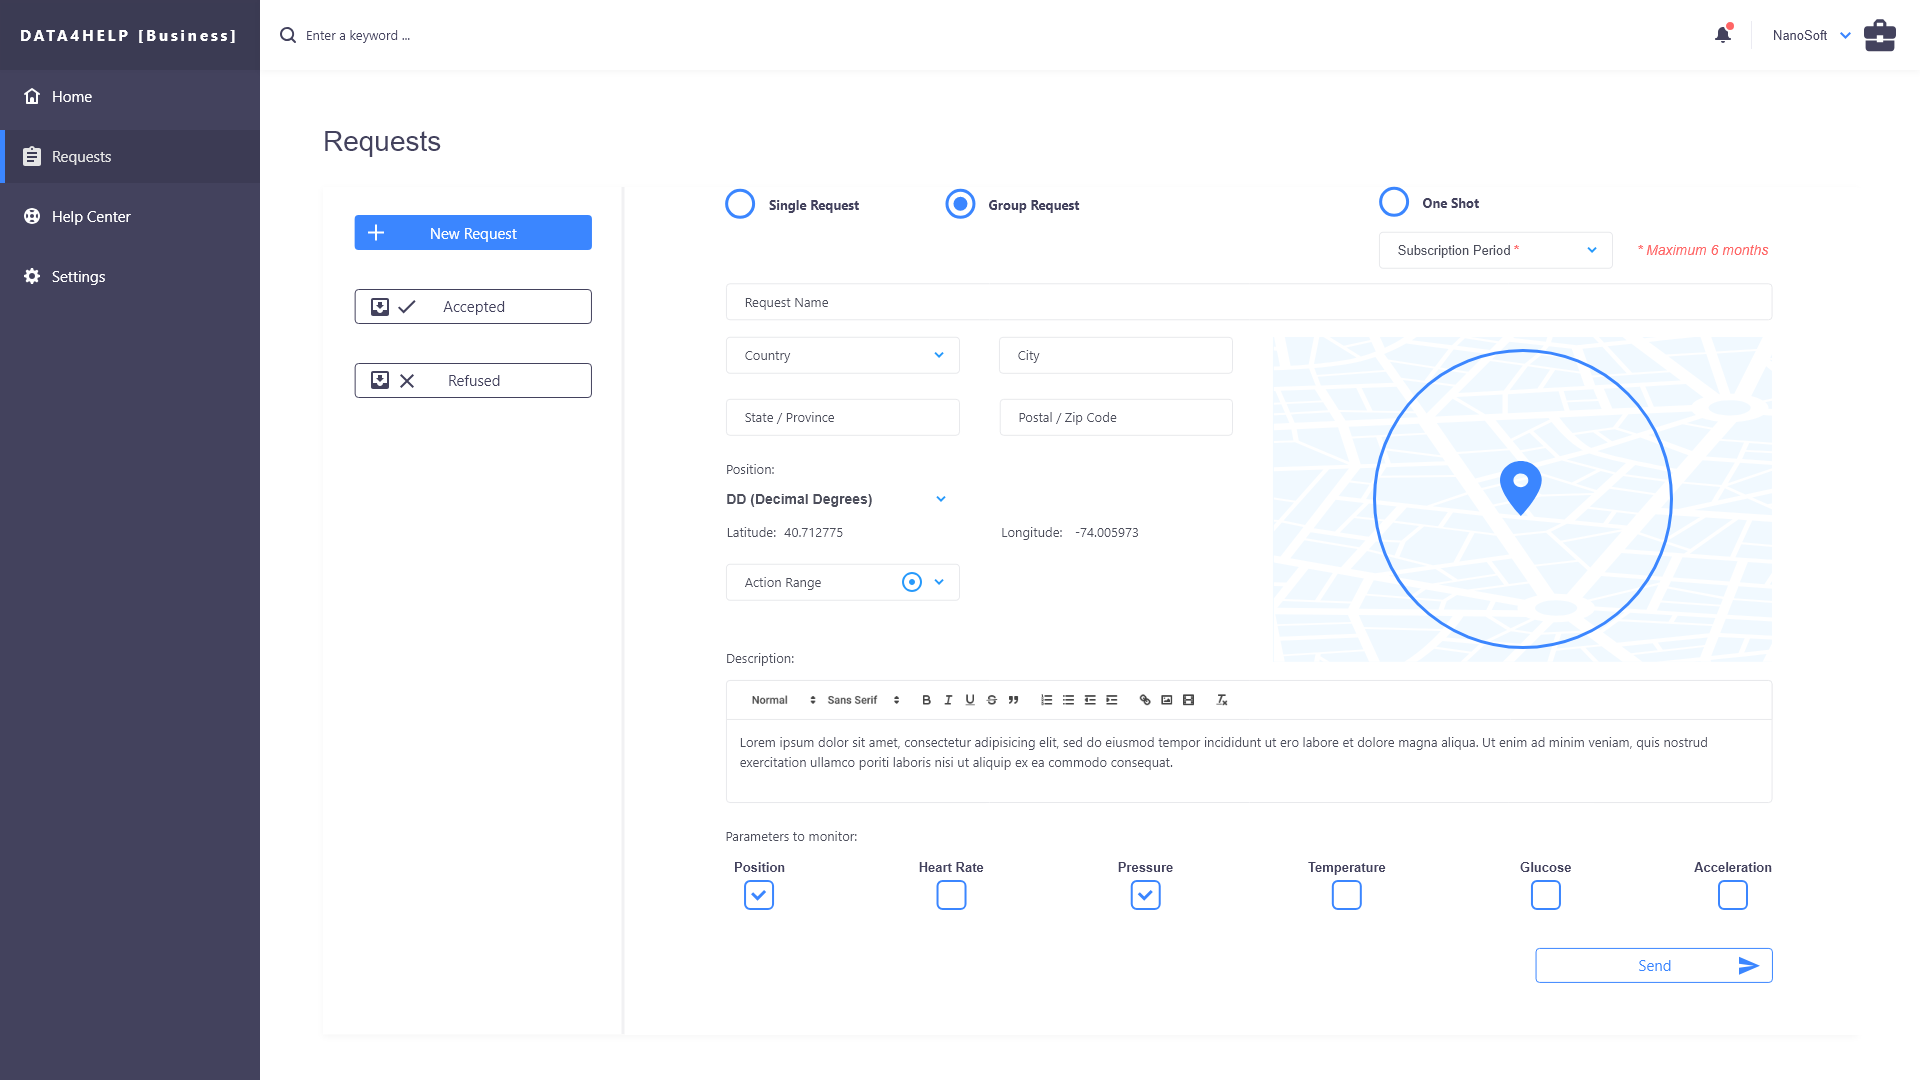 DATA4HELP [Business]
Enter a keyword ...
NanoSoft
Home
Requests
Help Center
Settings
Requests
New Request
Accepted
Refused
Single Request
Group Request
One Shot
Subscription Period *
* Maximum 6 months
Request Name
Country
City
State / Province
Postal / Zip Code
Position:
DD (Decimal Degrees)
Latitude: 40.712775
Longitude: -74.005973
Action Range
Description:
Normal
Sans Serif
Lorem ipsum dolor sit amet, consectetur adipisicing elit, sed do eiusmod tempor incididunt ut ero labore et dolore magna aliqua. Ut enim ad minim veniam, quis nostrud
exercitation ullamco poriti laboris nisi ut aliquip ex ea commodo consequat.
Parameters to monitor:
Position
Heart Rate
Pressure
Temperature
Glucose
Acceleration
Send